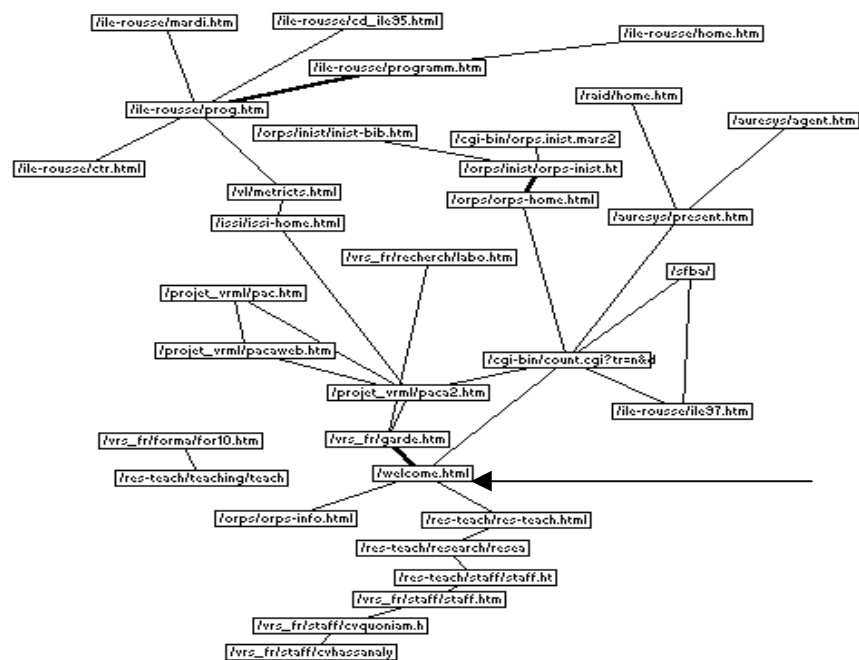 /ile-rousse/mardi.htm
/ile-rousse/cd_ile95.html
/ile-rousse/home.htm
/ile-rousse/programm.htm
/raid/home.htm
/ile-rousse/prog.htm
/auresys/agent.htm
/orps/inist/inist-bib.htm
/cgi-bin/orps.inist.mars2
/ile-rousse/ctr.html
/orps/inist/orps-inist.ht
/vl/metricts.html
/orps/orps-home.html
/auresys/present.htm
/issi/issi-home.html
/vrs_fr/recherch/labo.htm
/sfba/
/projet_vrml/pac.htm
/projet_vrml/pacaweb.htm
/cgi-bin/count.cgi?tr=n&d
/projet_vrml/paca2.htm
/ile-rousse/ile97.htm
/vrs_fr/forma/for10.htm
/vrs_fr/garde.htm
/welcome.html
/res-teach/teaching/teach
/orps/orps-info.html
/res-teach/res-teach.html
/res-teach/research/resea
/res-teach/staff/staff.ht
/vrs_fr/staff/staff.htm
/vrs_fr/staff/cvquoniam.h
/vrs_fr/staff/cvhassanaly